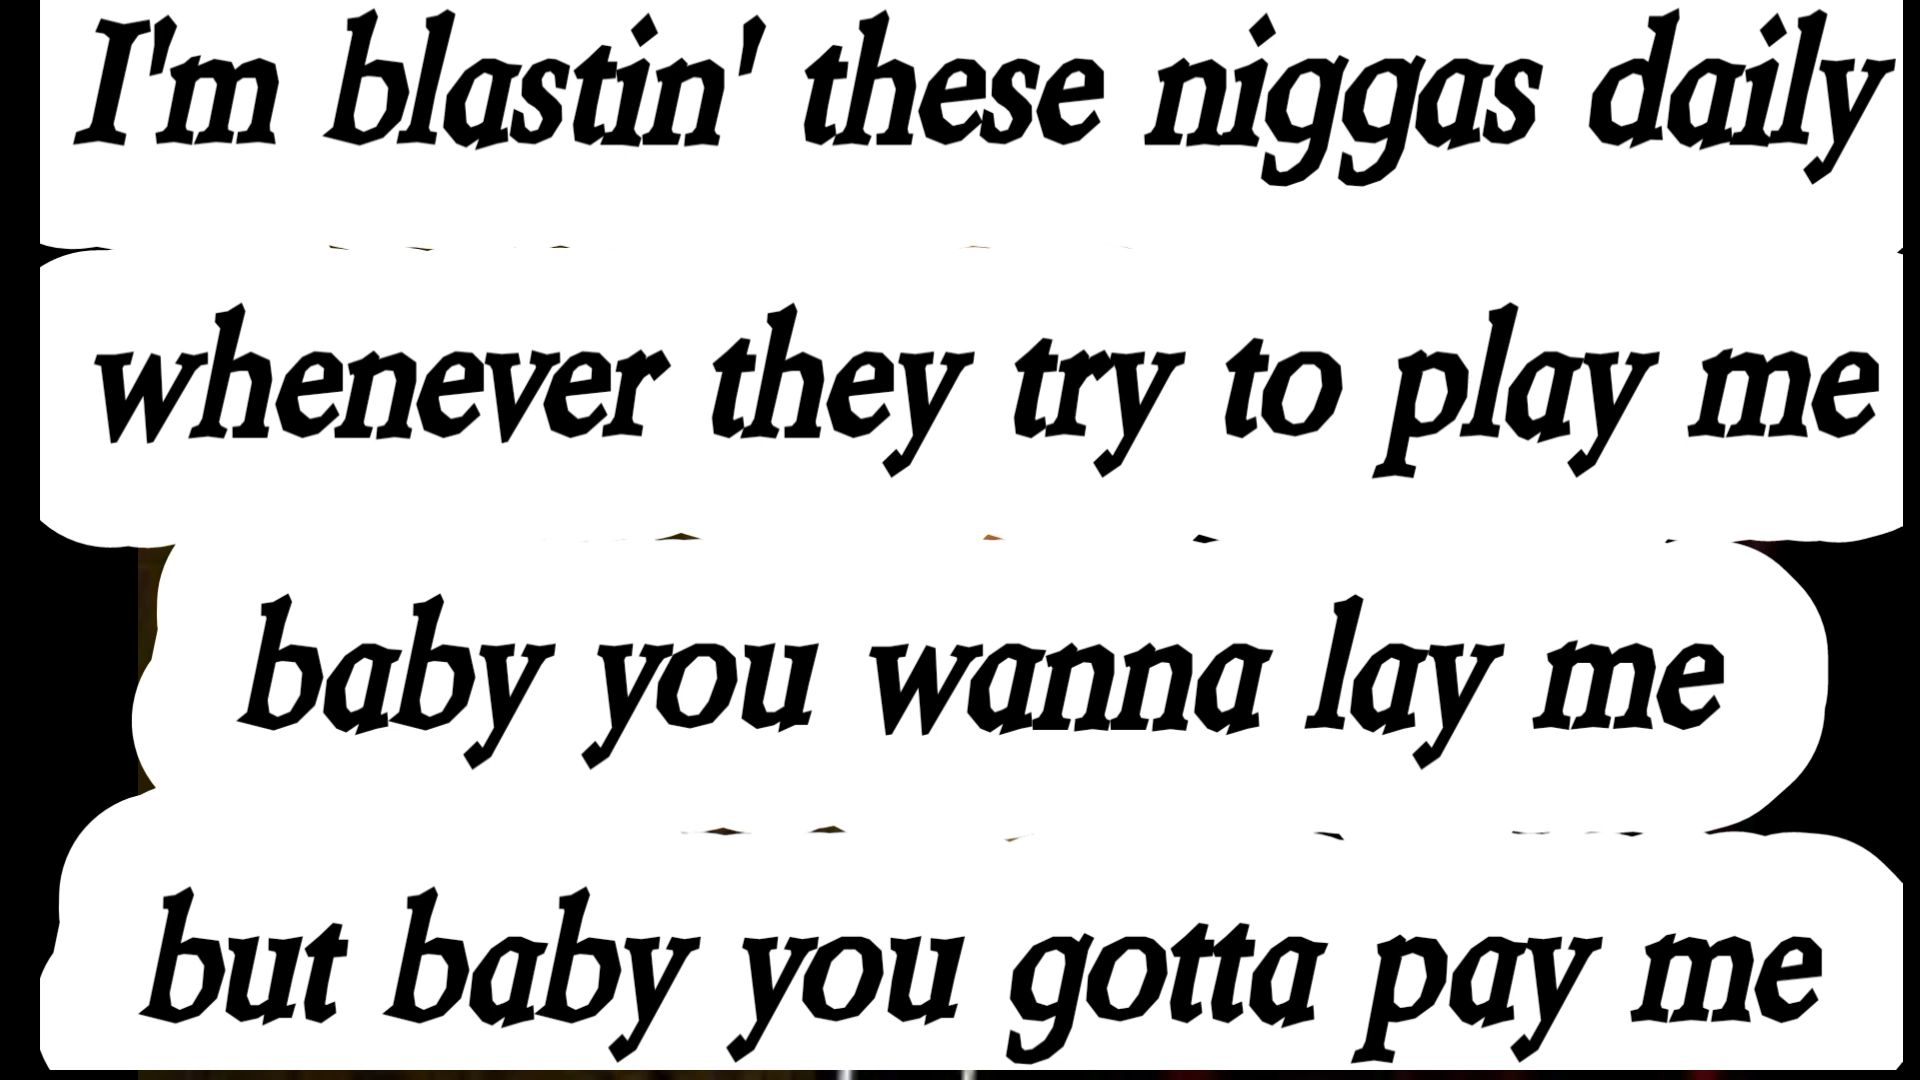 I'm blastin' these niggas daily
whenever they try to play me
baby you wanna lay me
but baby you gotta pay me